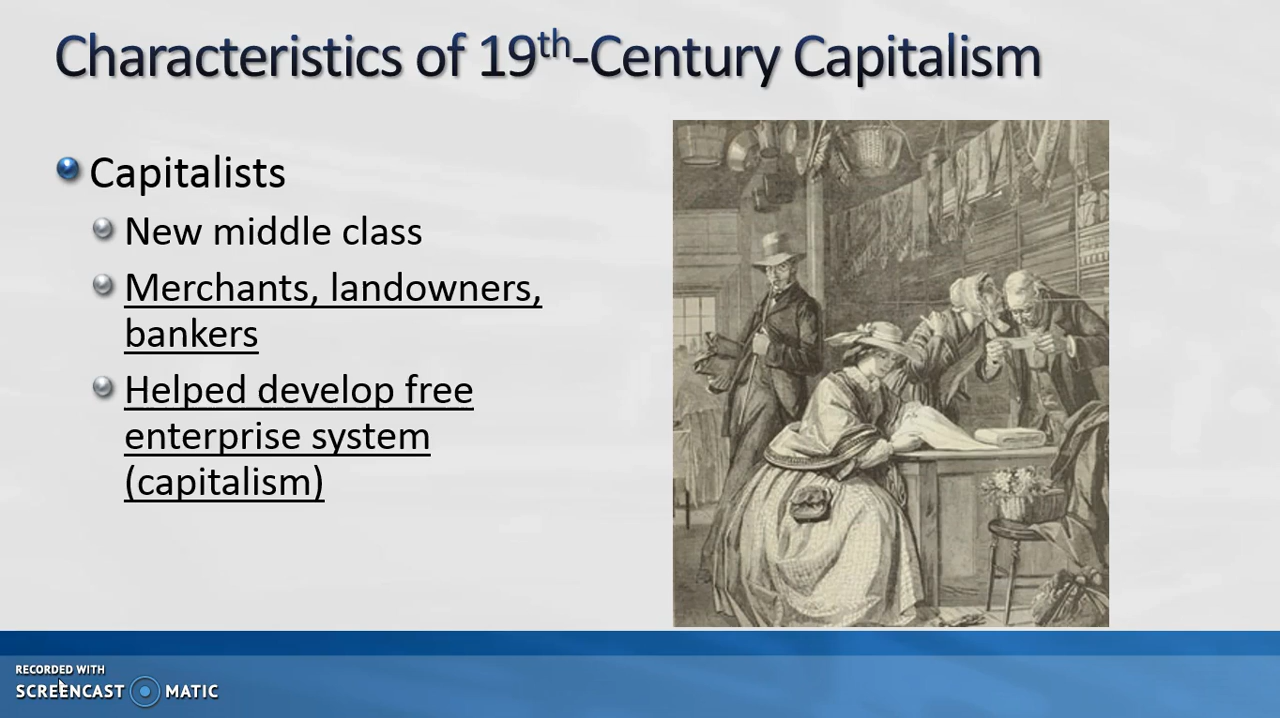 Characteristics of 19th-Century Capitalism
Capitalists
New middle class
Merchants, landowners,
bankers
Helped develop free
enterprise system
(capitalism)
RECORDED WITH
SCREENCAST MATIC